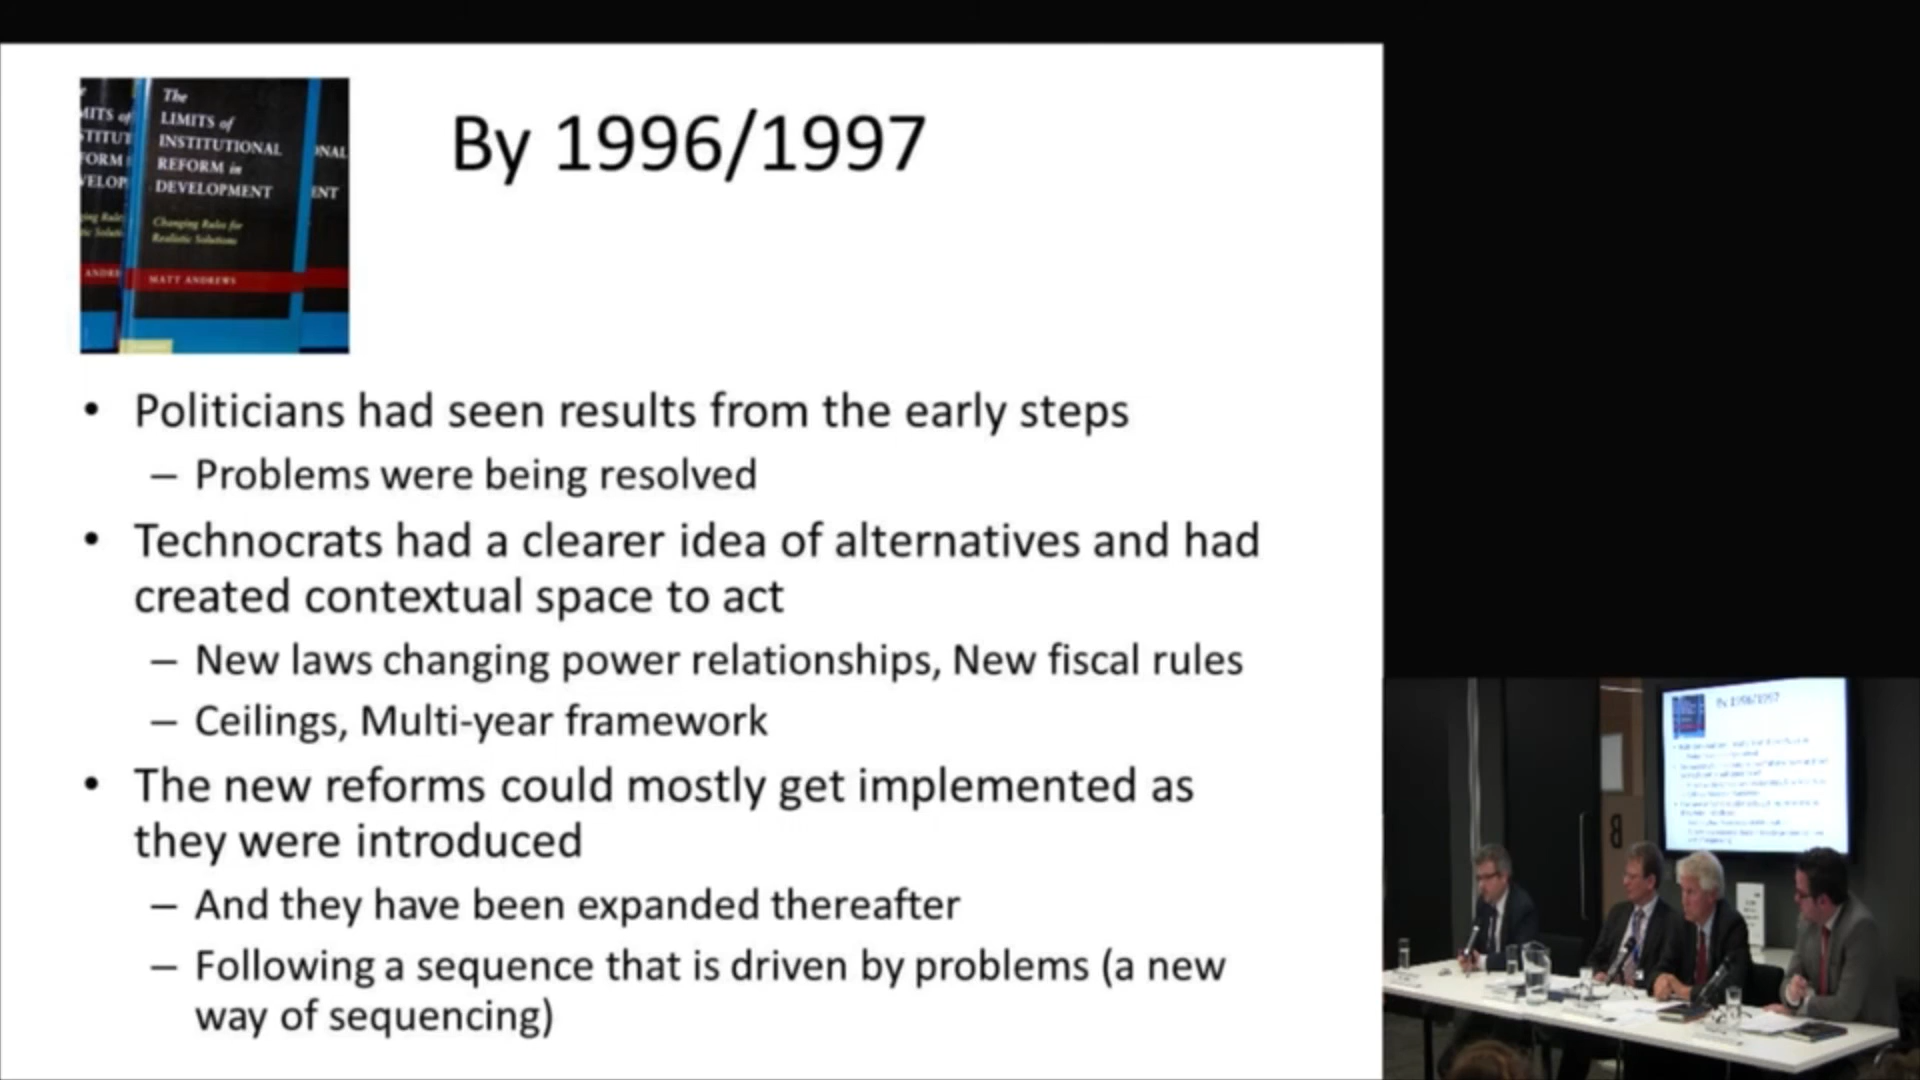 The
LIMITS of
INSTITUTIONAL
REFORM in
DEVELOPMENT
Changing Rules for
Realistic Solutions
MATT ANDREWS
By 1996/1997
• Politicians had seen results from the early steps
– Problems were being resolved
• Technocrats had a clearer idea of alternatives and had
created contextual space to act
– New laws changing power relationships, New fiscal rules
– Ceilings, Multi-year framework
• The new reforms could mostly get implemented as
they were introduced
– And they have been expanded thereafter
– Following a sequence that is driven by problems (a new
way of sequencing)
By 1996/1997
B